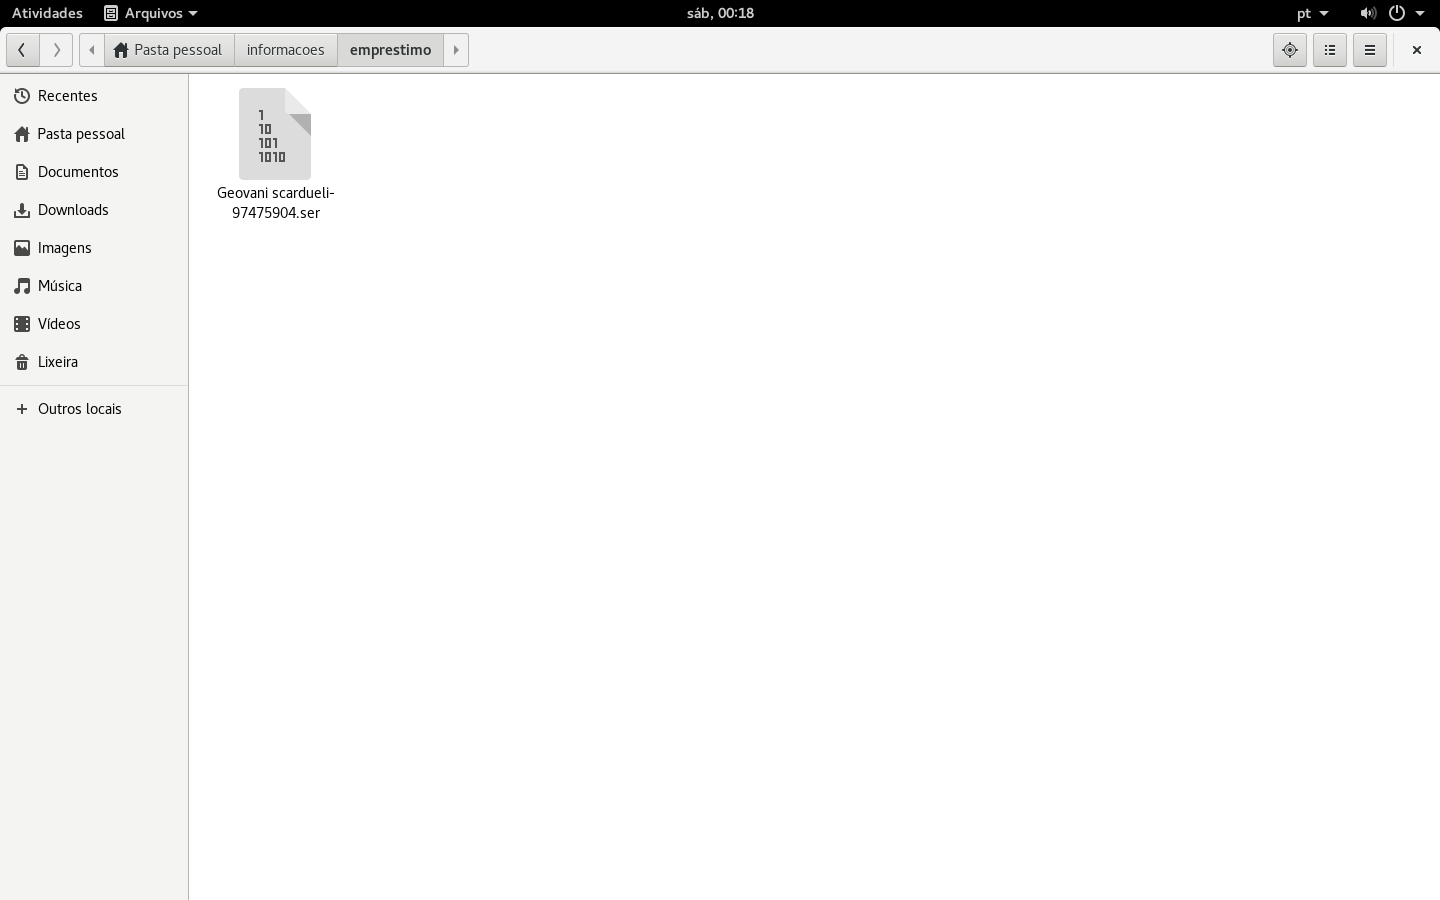 Atividades Arquivos sáb, 00:18 pt
Pasta pessoal informacoes emprestimo
Recentes
Pasta pessoal
Documentos
Downloads
Imagens
Música
Vídeos
Lixeira
Outros locais
1
10
101
1010
Geovani scardueli-
97475904.ser